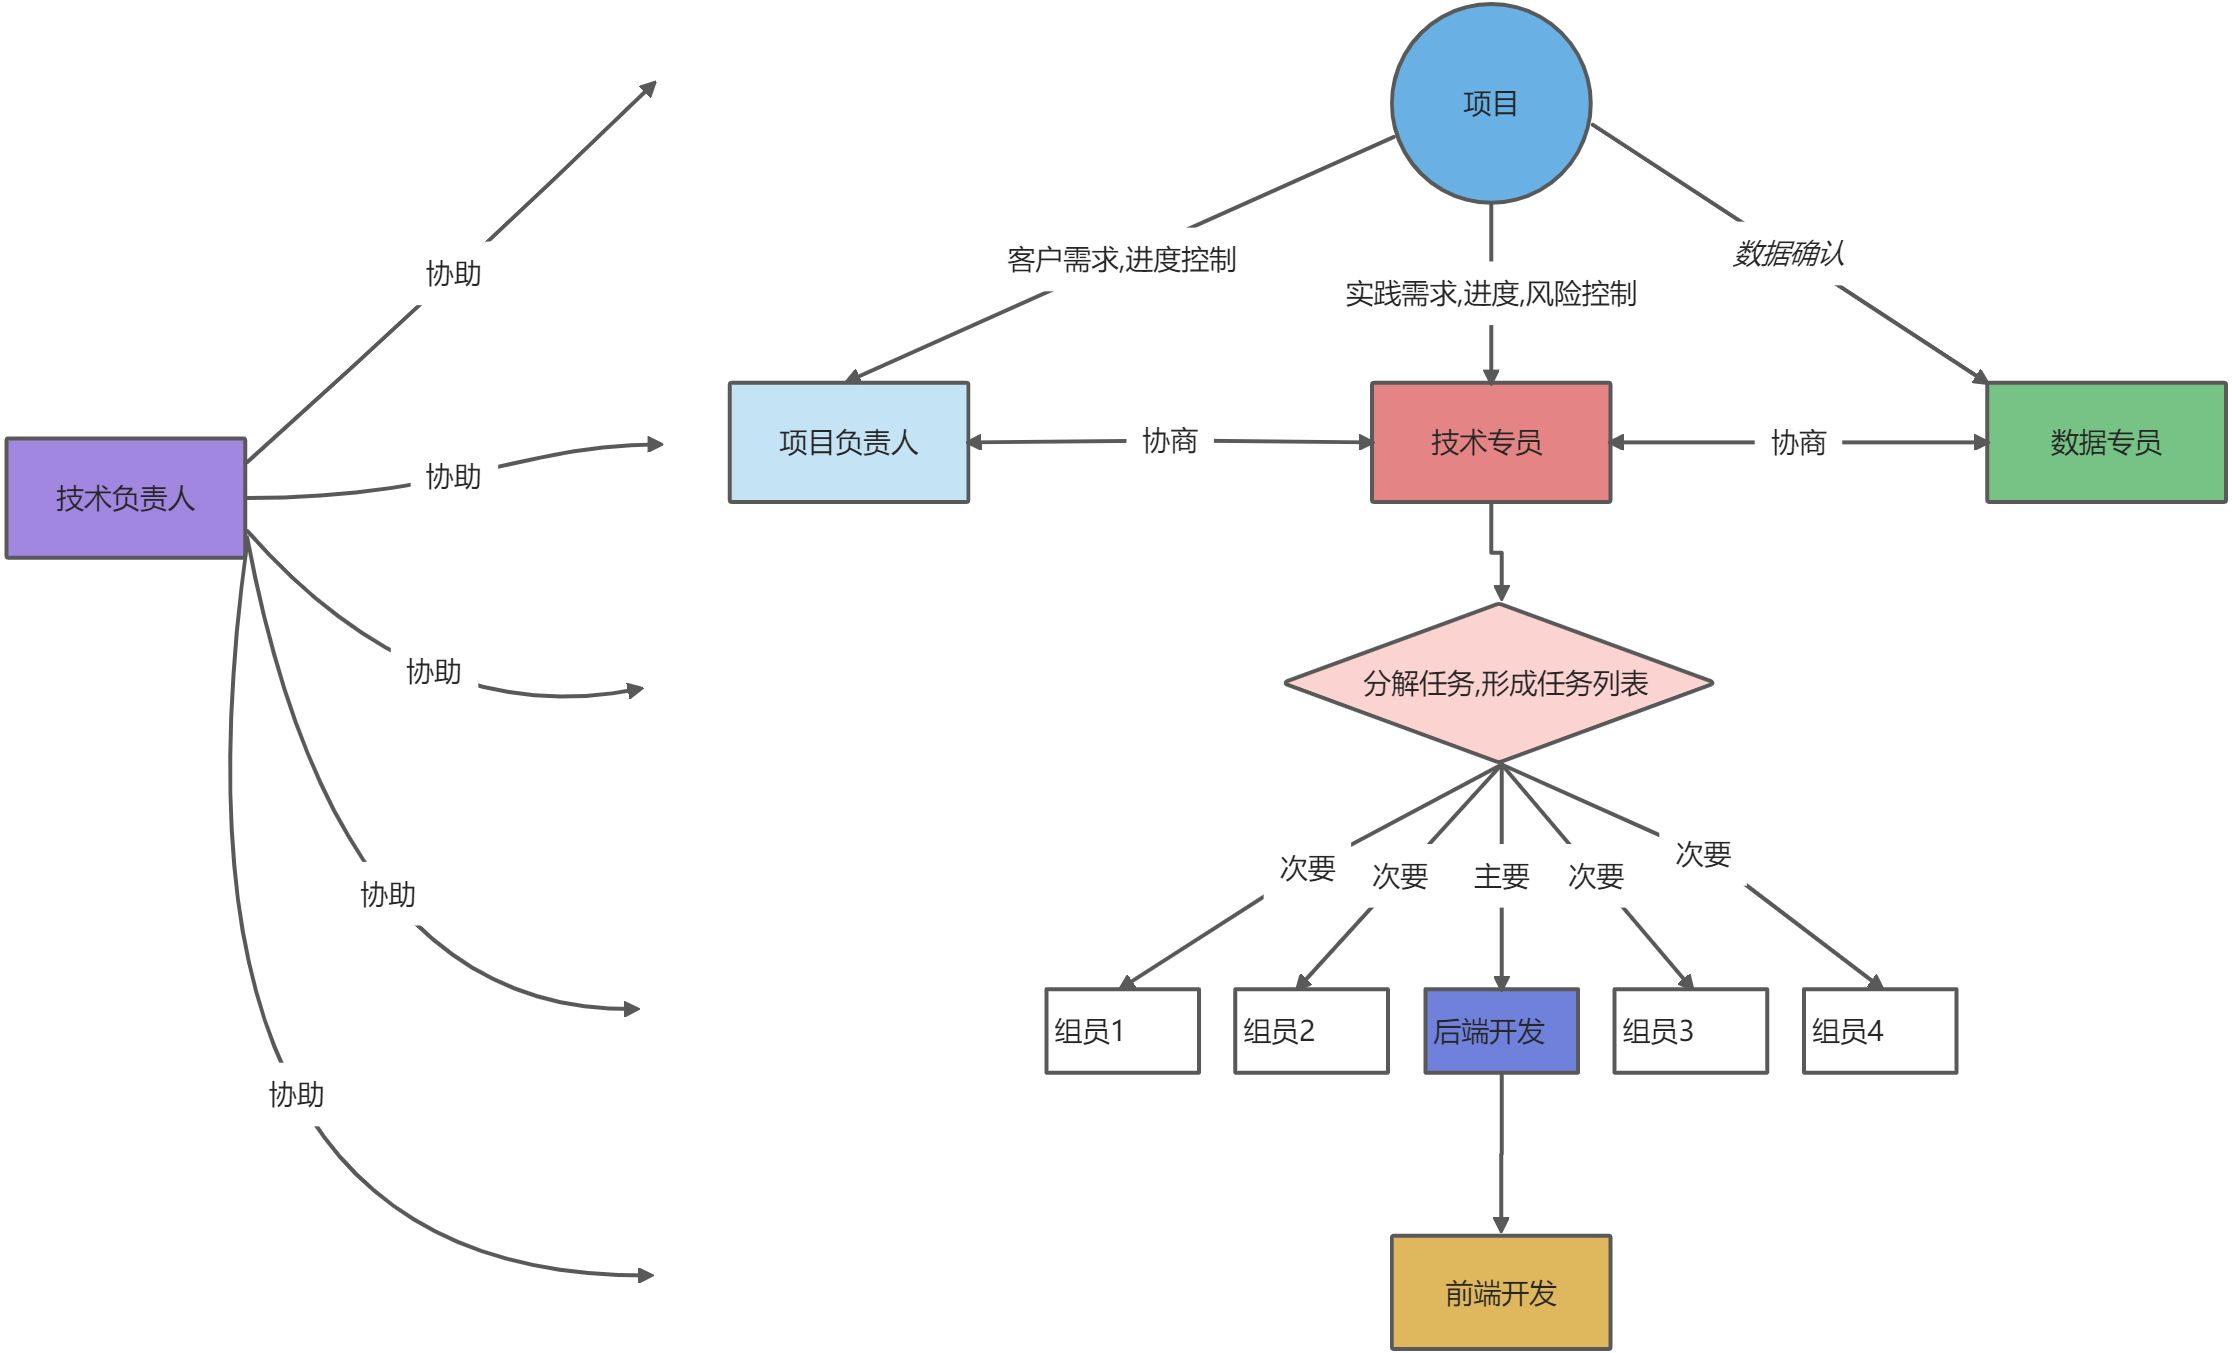 项目
客户需求,进度控制
实践需求,进度,风险控制
数据确认
项目负责人
协商
技术专员
协商
数据专员
技术负责人
协助
协助
协助
协助
协助
分解任务,形成任务列表
次要
次要
主要
次要
次要
组员1
组员2
后端开发
组员3
组员4
前端开发